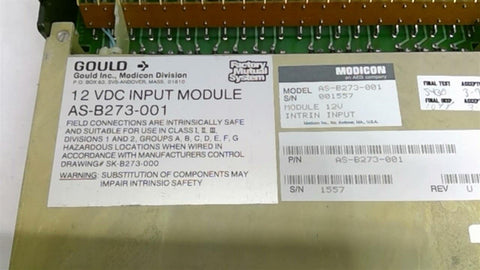 GOULD
Gould Inc., Modicon Division
P.O. BOX 83, SVS-ANDOVER, MASS. 01810
Factory Mutual System
12 VDC INPUT MODULE
AS-B273-001
FIELD CONNECTIONS ARE INTRINSICALLY SAFE
AND SUITABLE FOR USE IN CLASS I, II, III,
DIVISIONS 1 AND 2, GROUPS A, B, C, D, E, F, G
HAZARDOUS LOCATIONS WHEN WIRED IN
ACCORDANCE WITH MANUFACTURERS CONTROL
DRAWING# SK-B273-000
WARNING: SUBSTITUTION OF COMPONENTS MAY
IMPAIR INTRINSIC SAFETY
MODICON
MODEL AS-B273-001
S/N 001557
MODULE 12V
INTRIN INPUT
P/N AS-B273-001
S/N 1557
REV U
FINAL TEST
FINAL INSP.